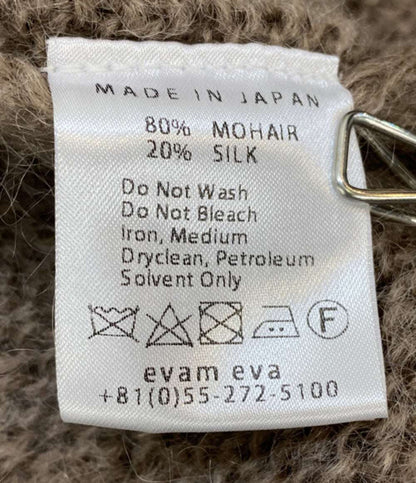 MADE IN JAPAN
80% MOHAIR
20% SILK
Do Not Wash
Do Not Bleach
Iron, Medium
Dryclean, Petroleum
Solvent Only
F
evam eva
+81(0)55-272-5100